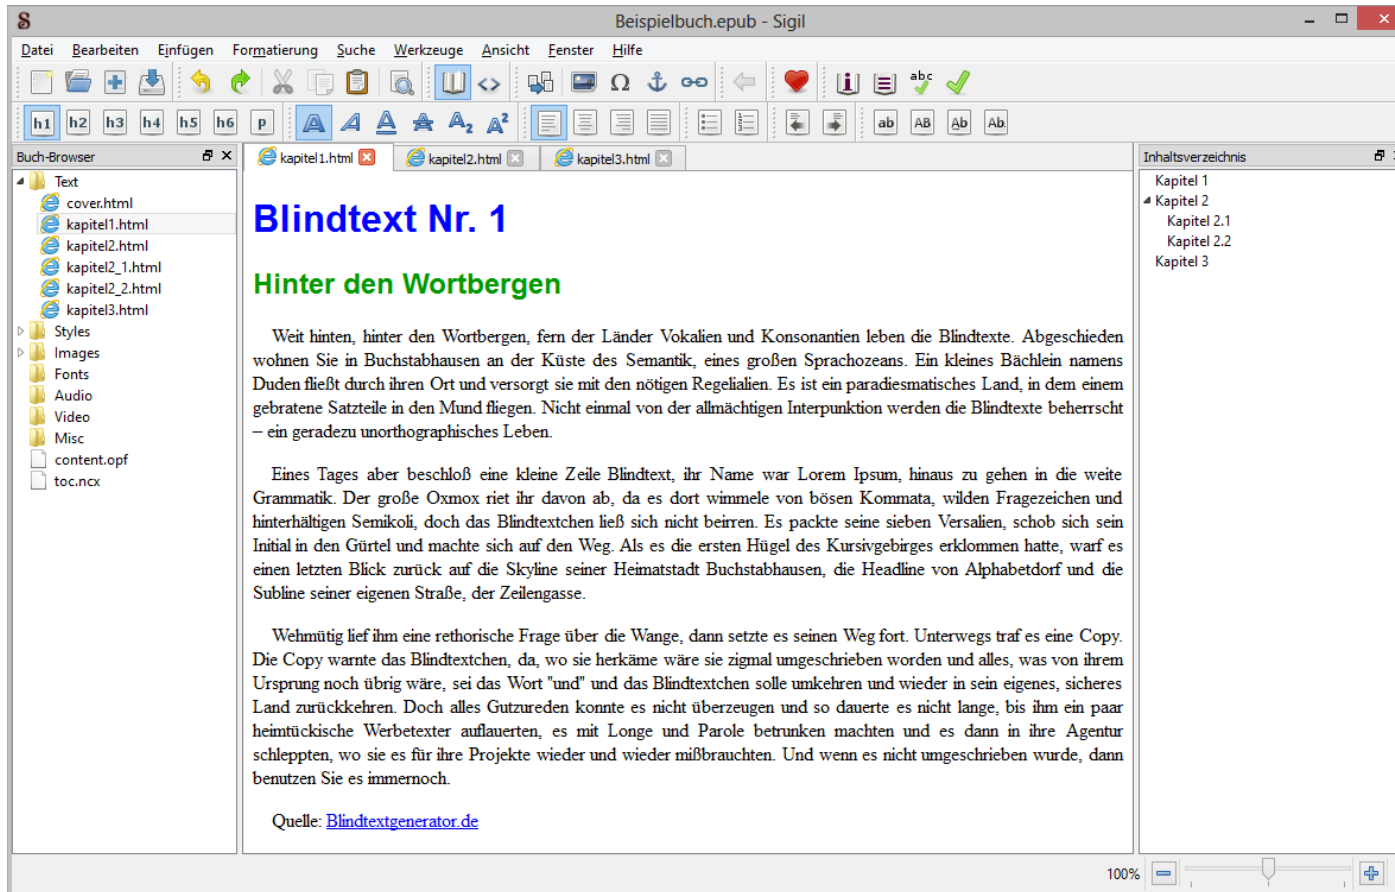 Beispielbuch.epub - Sigil
Datei Bearbeiten Einfügen Formatierung Suche Werkzeuge Ansicht Fenster Hilfe
abc
h1 h2 h3 h4 h5 h6 P A A A A A₂ A² ab AB Ab Ab
Buch-Browser
Text
cover.html
kapitel1.html
kapitel2.html
kapitel2_1.html
kapitel2_2.html
kapitel3.html
Styles
Images
Fonts
Audio
Video
Misc
content.opf
toc.ncx
kapitel1.html kapitel2.html kapitel3.html
Blindtext Nr. 1
Hinter den Wortbergen
Weit hinten, hinter den Wortbergen, fern der Länder Vokalien und Konsonantien leben die Blindtexte. Abgeschieden
wohnen Sie in Buchstabhausen an der Küste des Semantik, eines großen Sprachozeans. Ein kleines Bächlein namens
Duden fließt durch ihren Ort und versorgt sie mit den nötigen Regelialien. Es ist ein paradiesmatisches Land, in dem einem
gebratene Satzteile in den Mund fliegen. Nicht einmal von der allmächtigen Interpunktion werden die Blindtexte beherrscht
– ein geradezu unorthographisches Leben.
Eines Tages aber beschloß eine kleine Zeile Blindtext, ihr Name war Lorem Ipsum, hinaus zu gehen in die weite
Grammatik. Der große Oxmox riet ihr davon ab, da es dort wimmele von bösen Kommata, wilden Fragezeichen und
hinterhältigen Semikoli, doch das Blindtextchen ließ sich nicht beirren. Es packte seine sieben Versalien, schob sich sein
Initial in den Gürtel und machte sich auf den Weg. Als es die ersten Hügel des Kursivgebirges erklommen hatte, warf es
einen letzten Blick zurück auf die Skyline seiner Heimatstadt Buchstabhausen, die Headline von Alphabetdorf und die
Subline seiner eigenen Straße, der Zeilengasse.
Wehmütig lief ihm eine rethorische Frage über die Wange, dann setzte es seinen Weg fort. Unterwegs traf es eine Copy.
Die Copy warnte das Blindtextchen, da, wo sie herkäme wäre sie zigmal umgeschrieben worden und alles, was von ihrem
Ursprung noch übrig wäre, sei das Wort "und" und das Blindtextchen solle umkehren und wieder in sein eigenes, sicheres
Land zurückkehren. Doch alles Gutzureden konnte es nicht überzeugen und so dauerte es nicht lange, bis ihm ein paar
heimtückische Werbetexter auflauerten, es mit Longe und Parole betrunken machten und es dann in ihre Agentur
schleppten, wo sie es für ihre Projekte wieder und wieder mißbrauchten. Und wenn es nicht umgeschrieben wurde, dann
benutzen Sie es immernoch.
Quelle: Blindtextgenerator.de
Inhaltsverzeichnis
Kapitel 1
Kapitel 2
Kapitel 2.1
Kapitel 2.2
Kapitel 3
100%